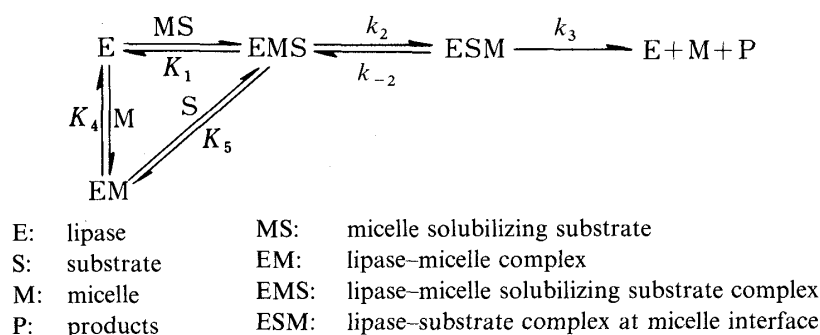 MS
E EMS ESM E+M+P
K₁ k₂ k₋₂ k₃
S
K₄ M K₅
EM
E: lipase MS: micelle solubilizing substrate
S: substrate EM: lipase–micelle complex
M: micelle EMS: lipase–micelle solubilizing substrate complex
P: products ESM: lipase–substrate complex at micelle interface